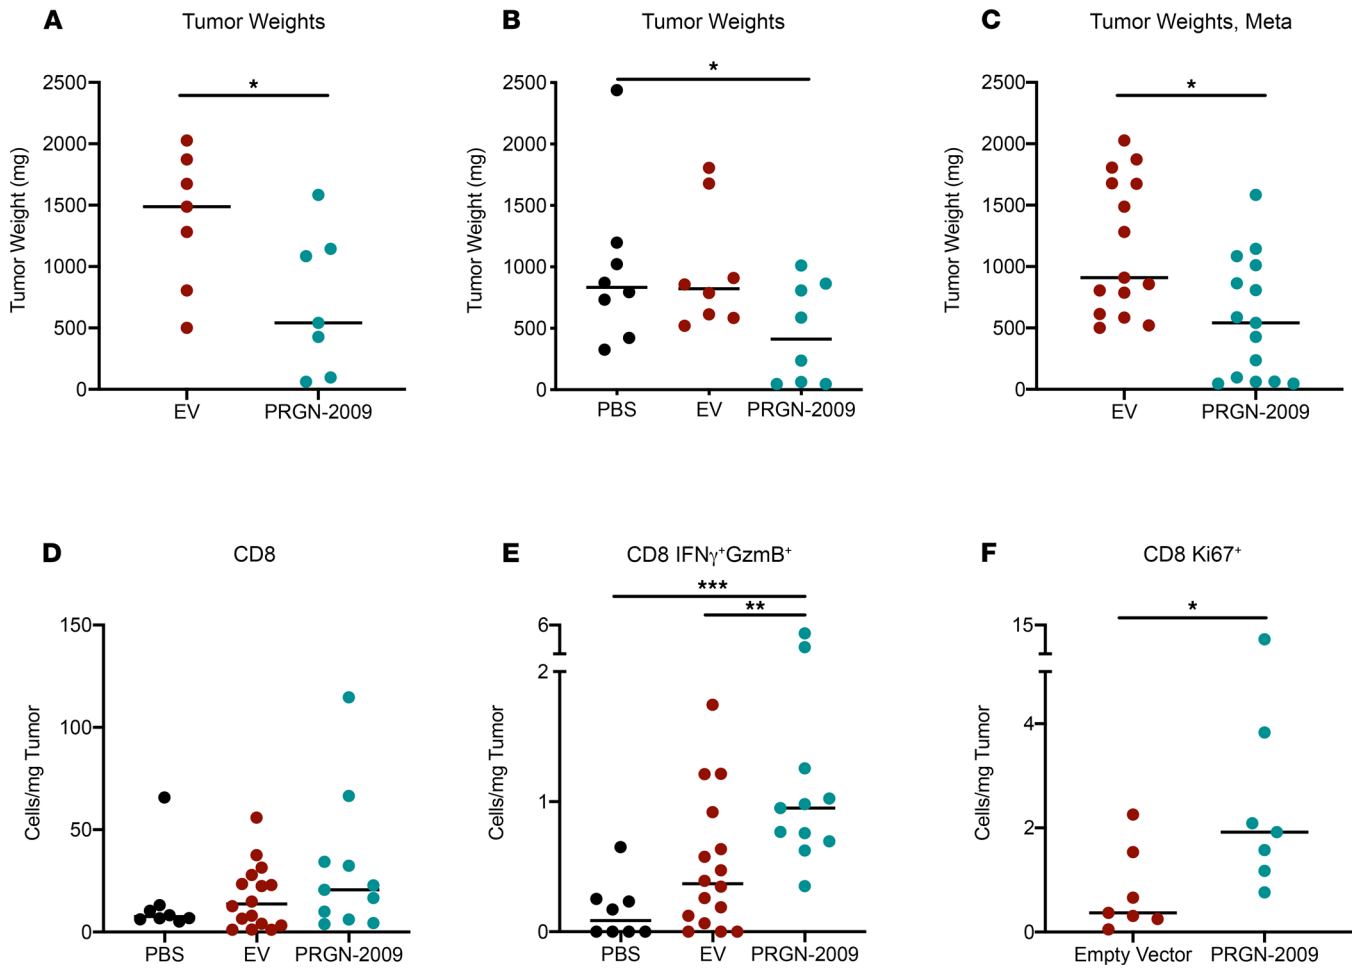 A
Tumor Weights
*
Tumor Weight (mg)
2500
2000
1500
1000
500
0
EV
PRGN-2009
B
Tumor Weights
*
Tumor Weight (mg)
2500
2000
1500
1000
500
0
PBS
EV
PRGN-2009
C
Tumor Weights, Meta
*
Tumor Weight (mg)
2500
2000
1500
1000
500
0
EV
PRGN-2009
D
CD8
Cells/mg Tumor
150
100
50
0
PBS
EV
PRGN-2009
E
CD8 IFNγ⁺GzmB⁺
***
**
Cells/mg Tumor
6
2
1
0
PBS
EV
PRGN-2009
F
CD8 Ki67⁺
*
Cells/mg Tumor
15
4
2
0
Empty Vector
PRGN-2009